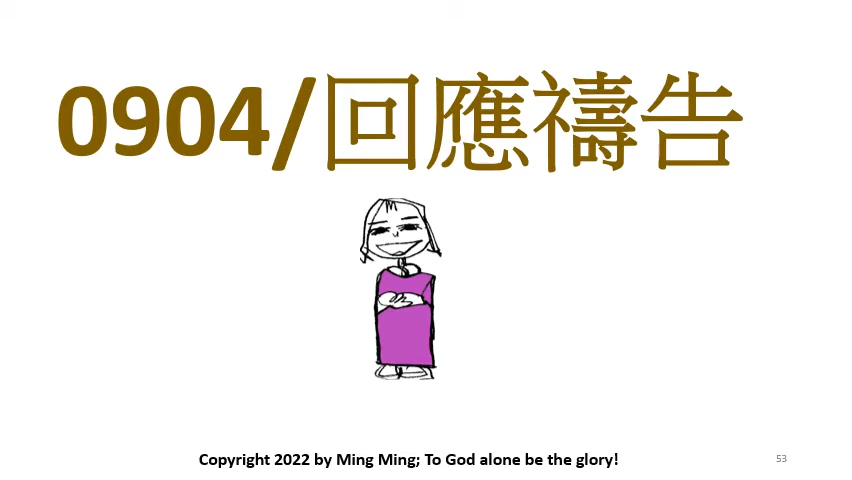 0904/回應禱告
Copyright 2022 by Ming Ming; To God alone be the glory!
53